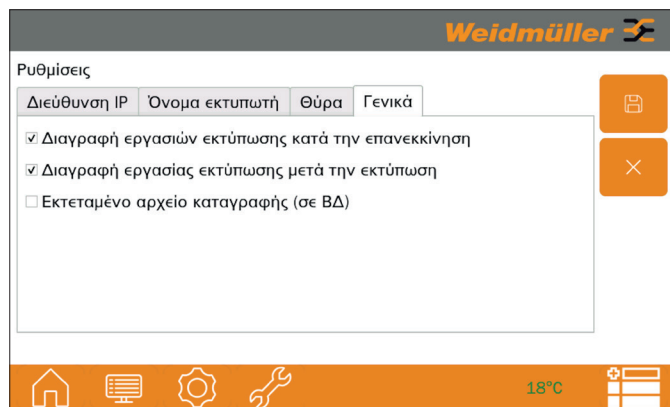 Weidmüller
Ρυθμίσεις
Διεύθυνση IP Όνομα εκτυπωτή Θύρα Γενικά
Διαγραφή εργασιών εκτύπωσης κατά την επανεκκίνηση
Διαγραφή εργασίας εκτύπωσης μετά την εκτύπωση
Εκτεταμένο αρχείο καταγραφής (σε ΒΔ)
18°C